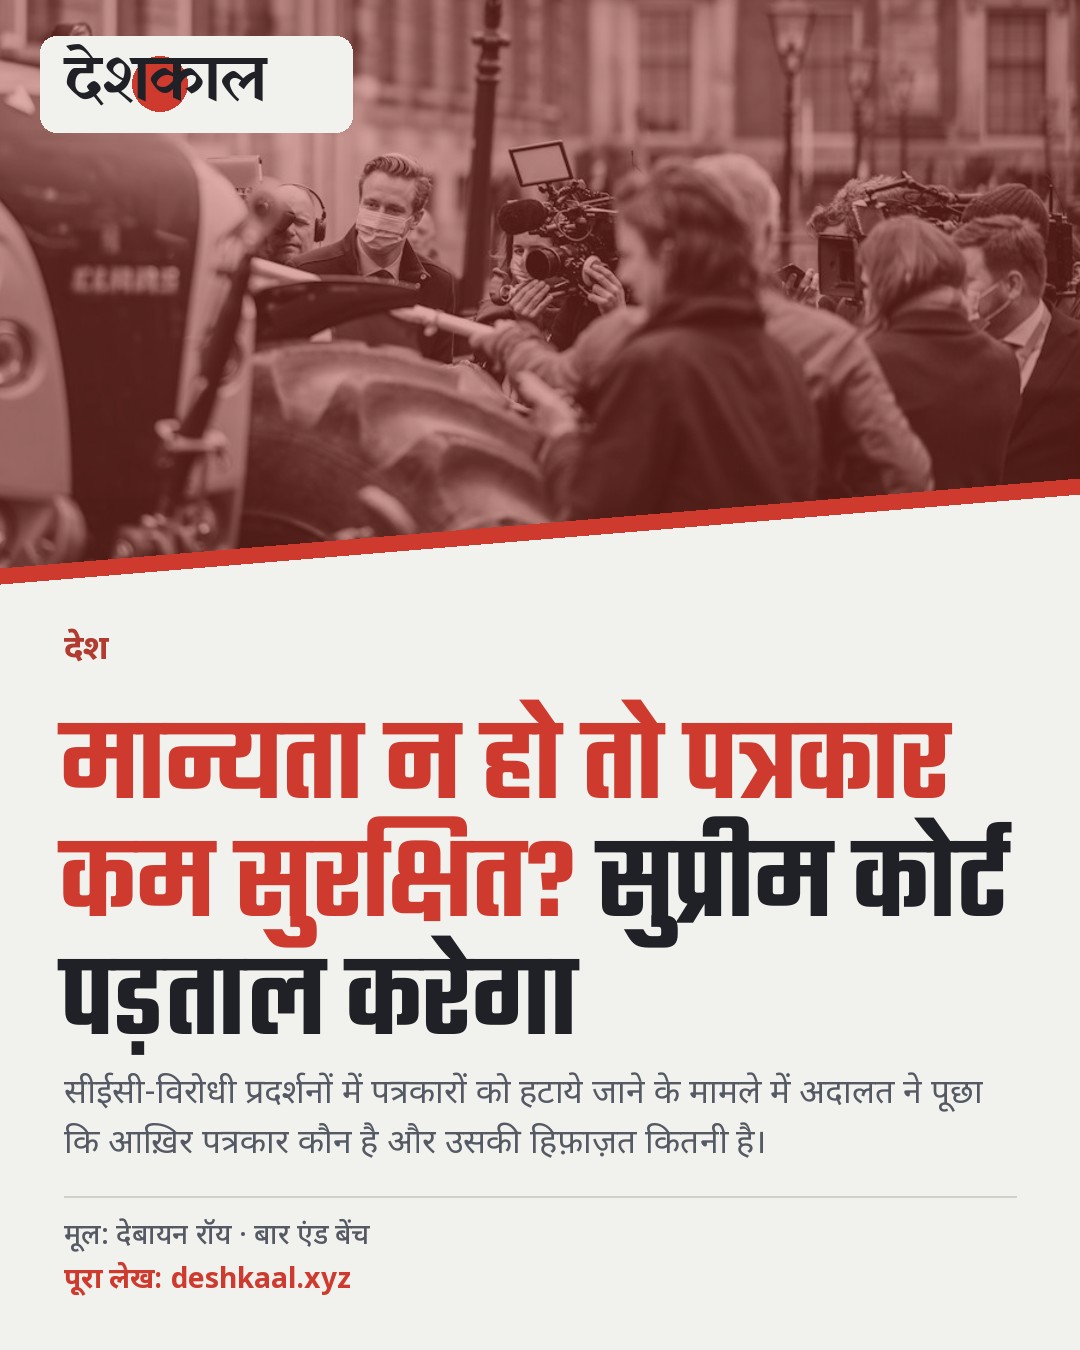 देशकाल
CLAAS
देश
मान्यता न हो तो पत्रकार
कम सुरक्षित? सुप्रीम कोर्ट
पड़ताल करेगा
सीईसी-विरोधी प्रदर्शनों में पत्रकारों को हटाये जाने के मामले में अदालत ने पूछा
कि आख़िर पत्रकार कौन है और उसकी हिफ़ाज़त कितनी है।
मूल: देबायन रॉय · बार एंड बेंच
पूरा लेख: deshkaal.xyz